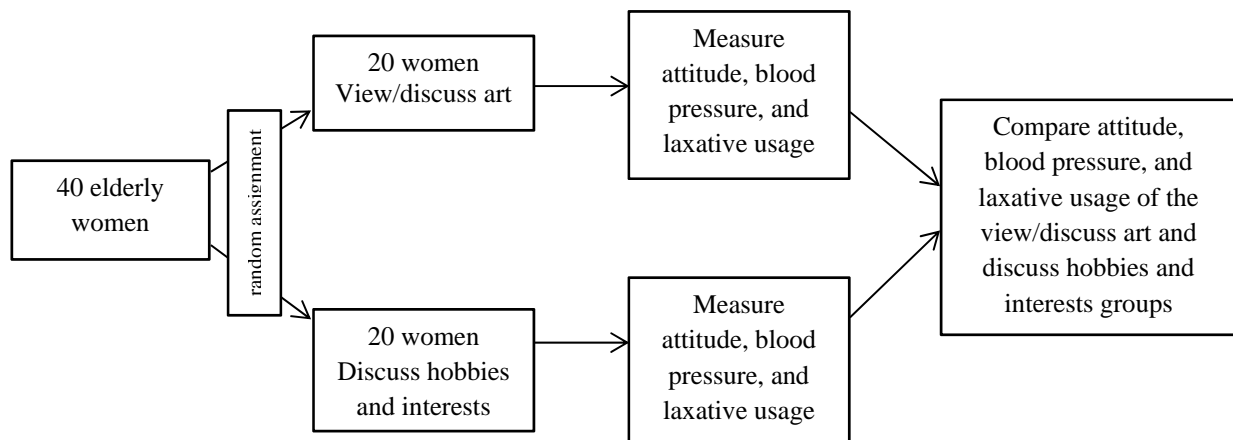 40 elderly
women
random assignment
20 women
View/discuss art
Measure
attitude, blood
pressure, and
laxative usage
20 women
Discuss hobbies
and interests
Measure
attitude, blood
pressure, and
laxative usage
Compare attitude,
blood pressure, and
laxative usage of the
view/discuss art and
discuss hobbies and
interests groups